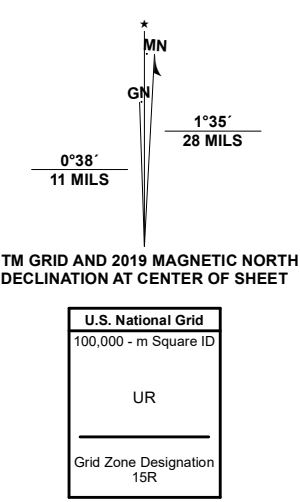 ★
MN
GN
1°35´
28 MILS
0°38´
11 MILS
TM GRID AND 2019 MAGNETIC NORTH
DECLINATION AT CENTER OF SHEET
U.S. National Grid
100,000 - m Square ID
UR
Grid Zone Designation
15R